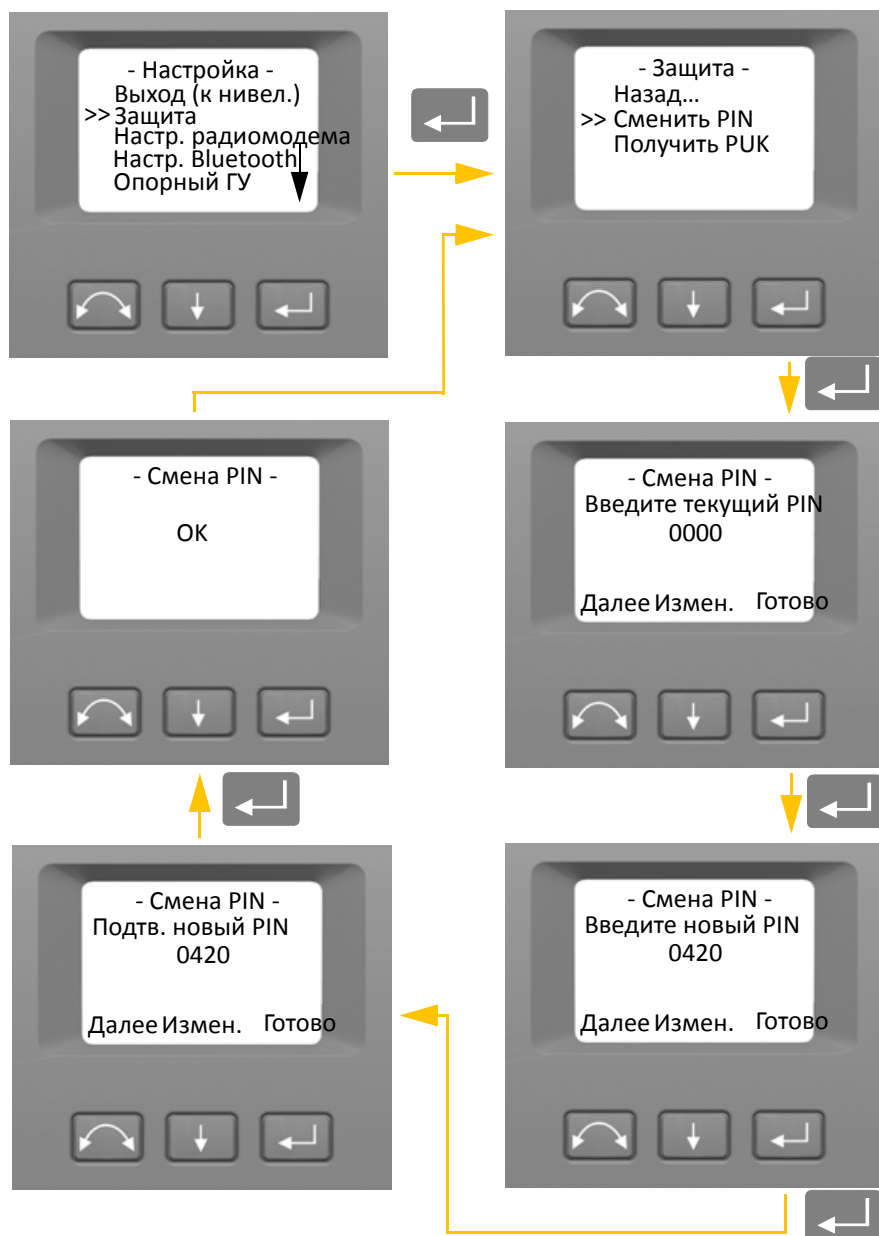 - Настройка -
Выход (к нивел.)
>> Защита
Настр. радиомодема
Настр. Bluetooth
Опорный ГУ
- Защита -
Назад...
>> Сменить PIN
Получить PUK
- Смена PIN -
Введите текущий PIN
0000
Далее Измен. Готово
- Смена PIN -
Введите новый PIN
0420
Далее Измен. Готово
- Смена PIN -
Подтв. новый PIN
0420
Далее Измен. Готово
- Смена PIN -
OK